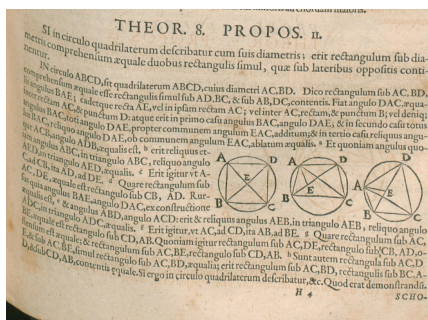 THEOR. 8. PROPOS. 11.
SI in circulo quadrilaterum describatur cum suis diametris; erit rectangulum sub dia-
metris comprehensum æquale duobus rectangulis simul, quæ sub lateribus oppositis conti-
nentur.
IN circulo ABCD, sit quadrilaterum ABCD, cuius diametri AC, BD. Dico rectangulum sub AC, BD,
comprehensum æquale esse rectangulis simul sub AD, BC, & sub AB, DC, contentis. Fiat angulo DAC, æqua-
lis angulus BAE; cadetque recta AE, vel in ipsam rectam AC; vel inter AC, rectam, & punctum B; vel deniq;
inter rectam AC, & punctum D: atque erit in primo casu angulus BAC, angulo DAE; & in secundo casu totus
angulus BAC, toti angulo DAE, propter communem angulum EAC, additum; & in tertio casu reliquus angu-
lus BAC, reliquo angulo DAE, ob communem angulum EAC, ablatum æqualis. Et quoniam angulus quo-
que ACB, angulo ADB, æqualis est, erit reliquus et-
iam angulus ABC, in triangulo ABC, reliquo angulo
AED, in triangulo AED, æqualis. Erit igitur vt A-
C ad CB, ita AD, ad DE. Quare rectangulum sub
AC, DE, æquale est rectangulo sub CB, AD. Rur-
sus quia angulus BAE, angulo DAC, ex constructione
æqualis est, & angulus ABD, angulo ACD: erit & reliquus angulus AEB, in triangulo AEB, reliquo angulo
ADC, in triangulo ADC, æqualis. Erit igitur, vt AC, ad CD, ita AB, ad BE. Quare rectangulum sub AC,
BE, æquale est rectangulo sub CD, AB. Quoniam igitur rectangulum sub AC, DE, rectangulo sub CB, AD, o-
stensum est æquale; & rectangulum sub AC, BE, rectangulo sub CD, AB. Sunt autem rectangula sub AC, D
E, & sub AC, BE, simul rectangulo sub AC, BD, æqualia; erit rectangulum sub AC, BD, rectangulis sub BC, A-
D, & sub CD, AB, contentis æquale. Si ergo in circulo quadrilaterum describatur, &c. Quod erat demonstrandū.
A D A D A D
E E E
B C B C B C
H 4
SCHO-